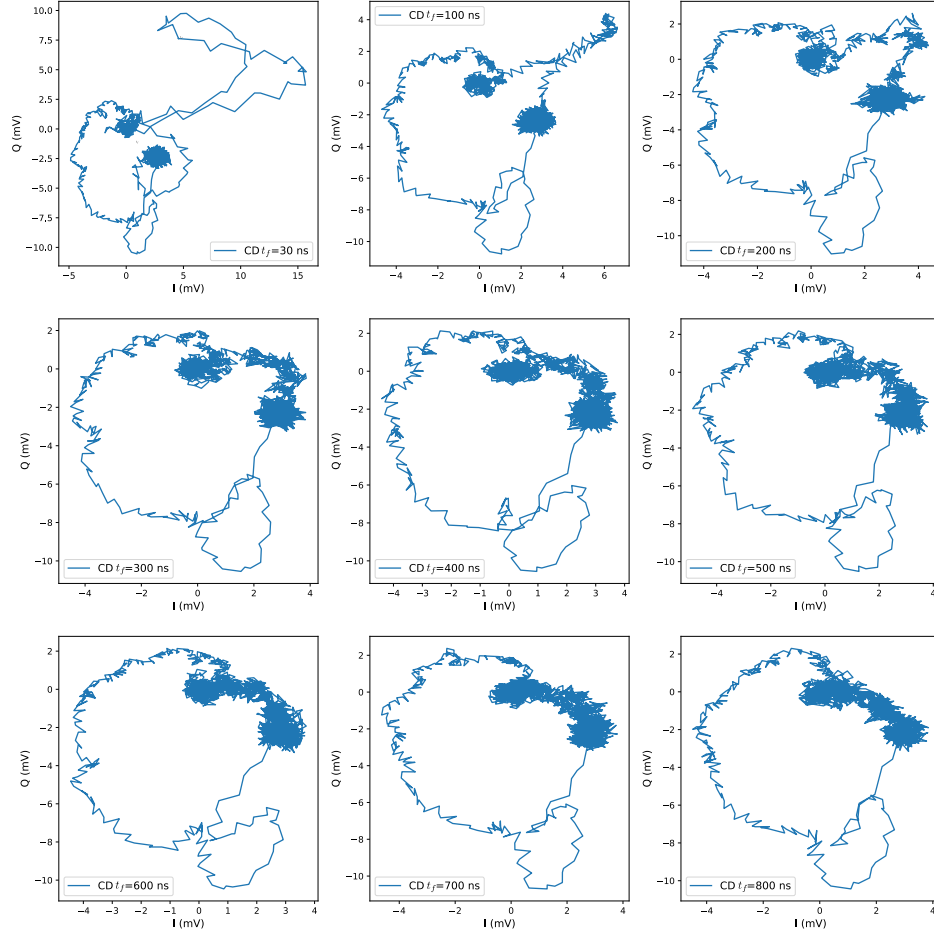 10.0
7.5
5.0
2.5
0.0
−2.5
−5.0
−7.5
−10.0
Q (mV)
−5 0 5 10 15
I (mV)
CD t_f=30 ns
4
2
0
−2
−4
−6
−8
−10
Q (mV)
−4 −2 0 2 4 6
I (mV)
CD t_f=100 ns
2
0
−2
−4
−6
−8
−10
Q (mV)
−4 −2 0 2 4
I (mV)
CD t_f=200 ns
2
0
−2
−4
−6
−8
−10
Q (mV)
−4 −3 −2 −1 0 1 2 3 4
I (mV)
CD t_f=300 ns
2
0
−2
−4
−6
−8
−10
Q (mV)
−4 −3 −2 −1 0 1 2 3 4
I (mV)
CD t_f=400 ns
2
0
−2
−4
−6
−8
−10
Q (mV)
−4 −2 0 2 4
I (mV)
CD t_f=500 ns
2
0
−2
−4
−6
−8
−10
Q (mV)
−4 −3 −2 −1 0 1 2 3 4
I (mV)
CD t_f=600 ns
2
0
−2
−4
−6
−8
−10
Q (mV)
−4 −2 0 2 4
I (mV)
CD t_f=700 ns
2
0
−2
−4
−6
−8
−10
Q (mV)
−4 −2 0 2 4
I (mV)
CD t_f=800 ns